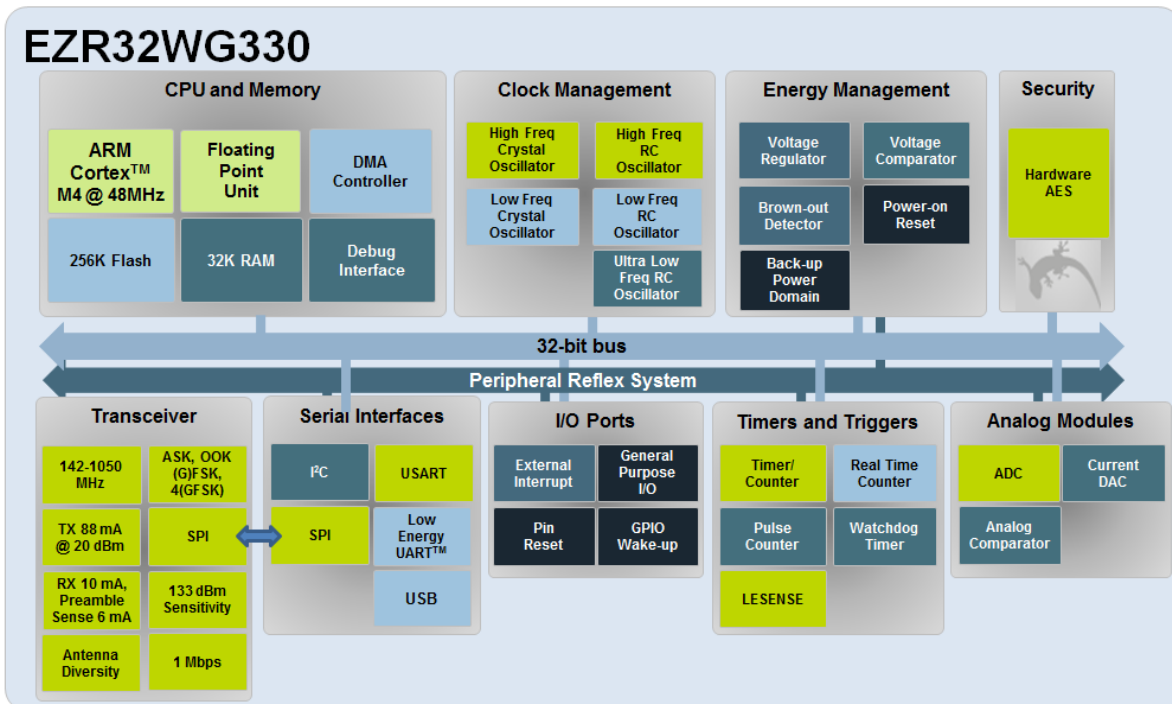 EZR32WG330
CPU and Memory
ARM
Cortex™
M4 @ 48MHz
Floating
Point
Unit
DMA
Controller
256K Flash
32K RAM
Debug
Interface
Clock Management
High Freq
Crystal
Oscillator
High Freq
RC
Oscillator
Low Freq
Crystal
Oscillator
Low Freq
RC
Oscillator
Ultra Low
Freq RC
Oscillator
Energy Management
Voltage
Regulator
Voltage
Comparator
Brown-out
Detector
Power-on
Reset
Back-up
Power
Domain
Security
Hardware
AES
32-bit bus
Peripheral Reflex System
Transceiver
142-1050
MHz
ASK, OOK
(G)FSK,
4(GFSK)
TX 88 mA
@ 20 dBm
SPI
RX 10 mA,
Preamble
Sense 6 mA
133 dBm
Sensitivity
Antenna
Diversity
1 Mbps
Serial Interfaces
I²C
USART
SPI
Low
Energy
UART™
USB
I/O Ports
External
Interrupt
General
Purpose
I/O
Pin
Reset
GPIO
Wake-up
Timers and Triggers
Timer/
Counter
Real Time
Counter
Pulse
Counter
Watchdog
Timer
LESENSE
Analog Modules
ADC
Current
DAC
Analog
Comparator